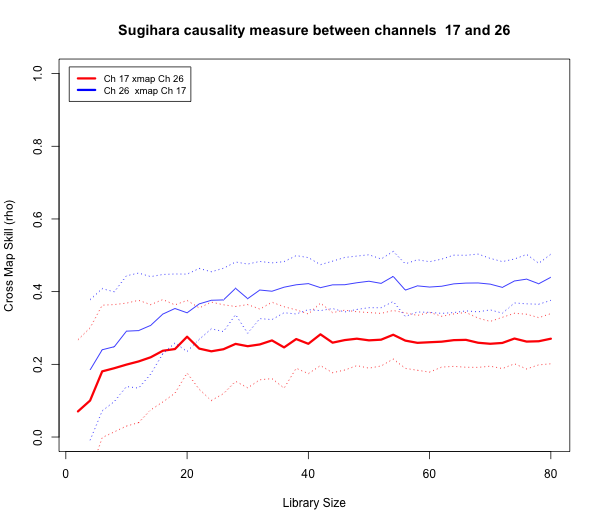 Sugihara causality measure between channels  17 and 26
Ch 17 xmap Ch 26
Ch 26  xmap Ch 17
Cross Map Skill (rho)
1.0
0.8
0.6
0.4
0.2
0.0
0 20 40 60 80
Library Size